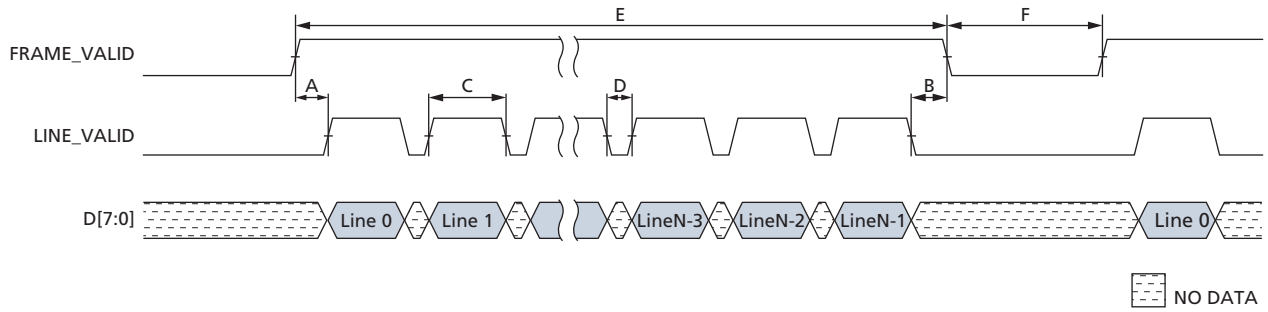 E F
FRAME_VALID
A C D B
LINE_VALID
D[7:0] Line 0 Line 1 LineN-3 LineN-2 LineN-1 Line 0
NO DATA